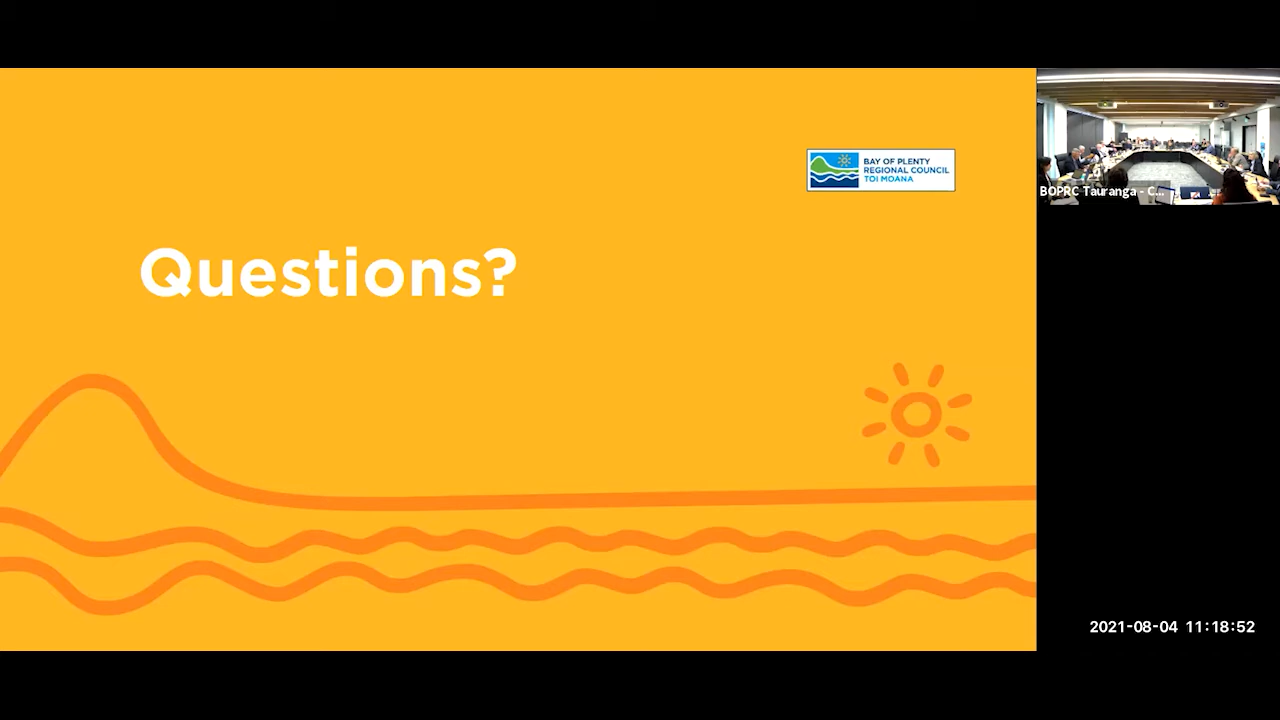 BAY OF PLENTY
REGIONAL COUNCIL
TOI MOANA
Questions?
BOPRC Tauranga - C...
2021-08-04 11:18:52